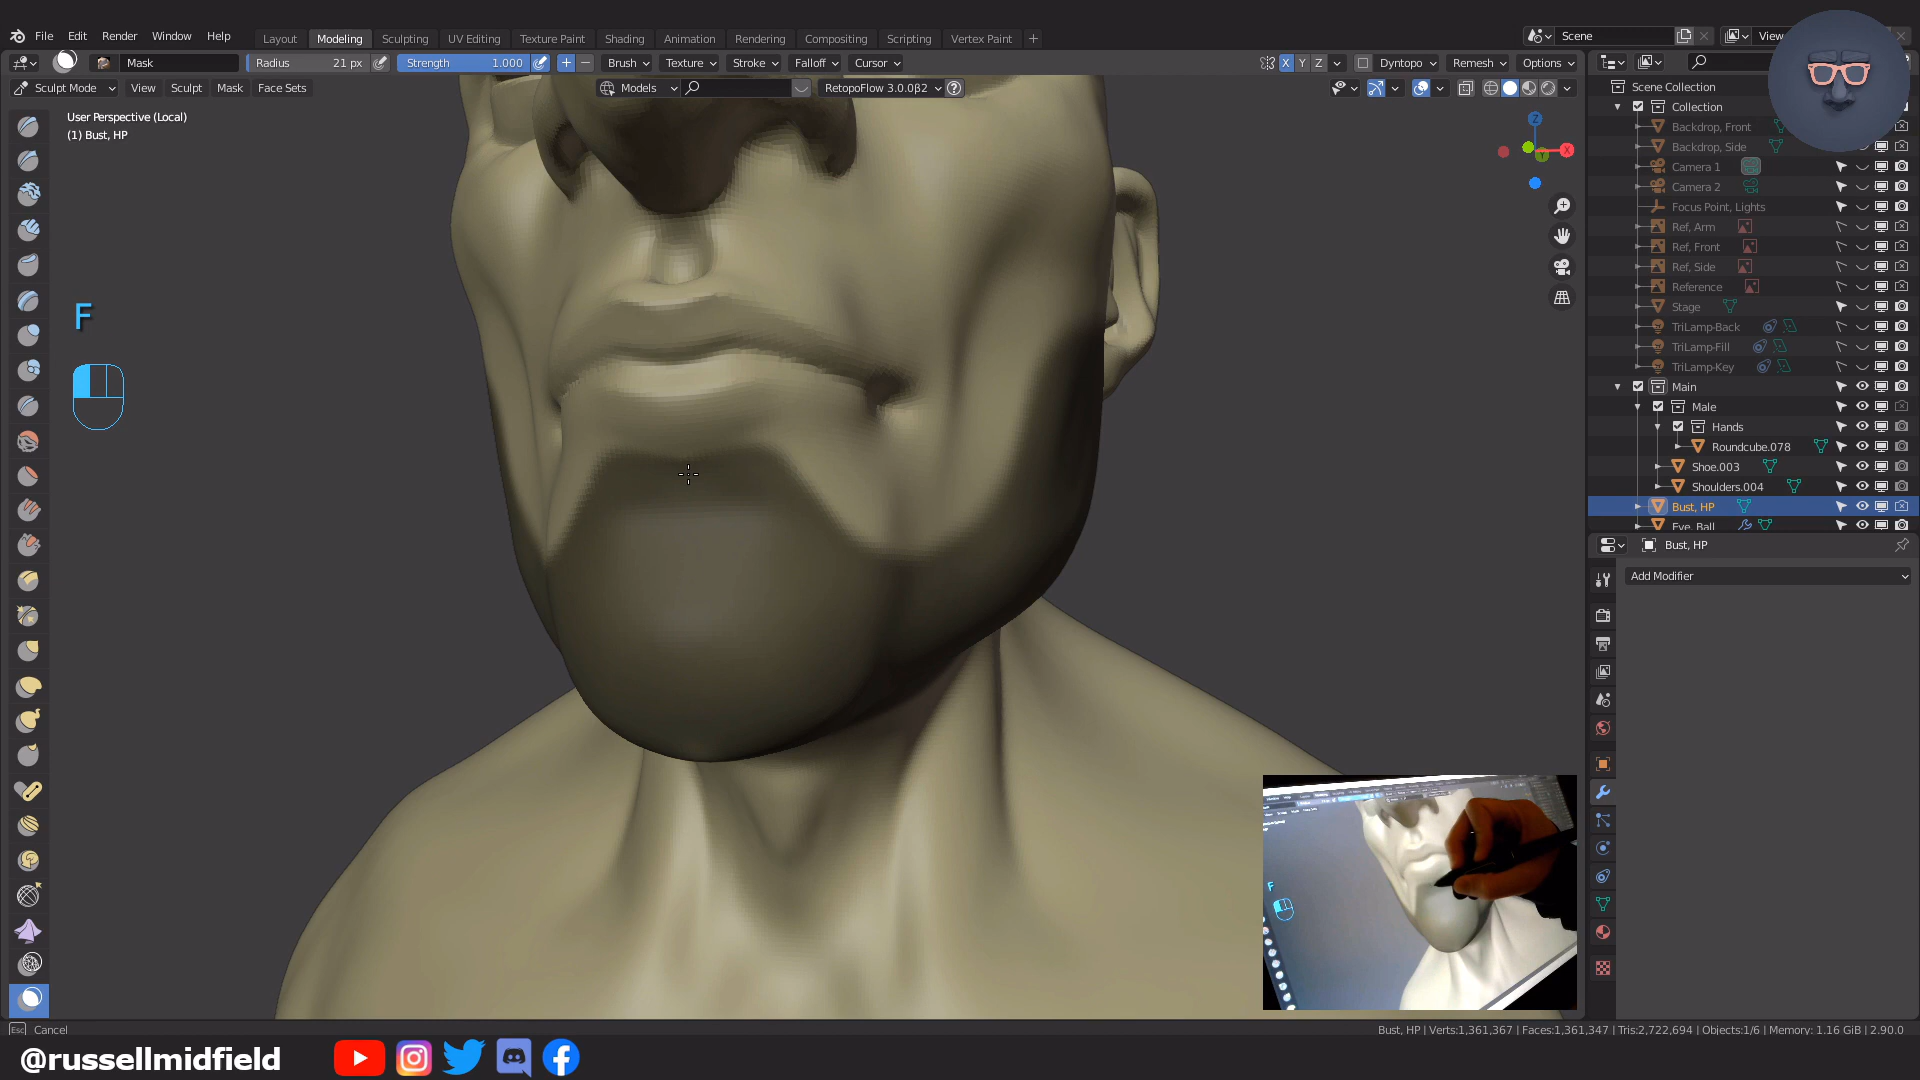 File Edit Render Window Help
Layout Modeling Sculpting UV Editing Texture Paint Shading Animation Rendering Compositing Scripting Vertex Paint +
Scene View
Mask Radius 21 px Strength 1.000 + − Brush Texture Stroke Falloff Cursor X Y Z Dyntopo Remesh Options
Sculpt Mode View Sculpt Mask Face Sets Models RetopoFlow 3.0.0β2 ?
User Perspective (Local)
(1) Bust, HP
Z
X
Y
F
Scene Collection
Collection
Backdrop, Front
Backdrop, Side
Camera 1
Camera 2
Focus Point, Lights
Ref, Arm
Ref, Front
Ref, Side
Reference
Stage
TriLamp-Back
TriLamp-Fill
TriLamp-Key
Main
Male
Hands
Roundcube.078
Shoe.003
Shoulders.004
Bust, HP
Eye, Ball
Bust, HP
Add Modifier
F
Esc Cancel
Bust, HP | Verts:1,361,367 | Faces:1,361,347 | Tris:2,722,694 | Objects:1/6 | Memory: 1.16 GiB | 2.90.0
@russellmidfield